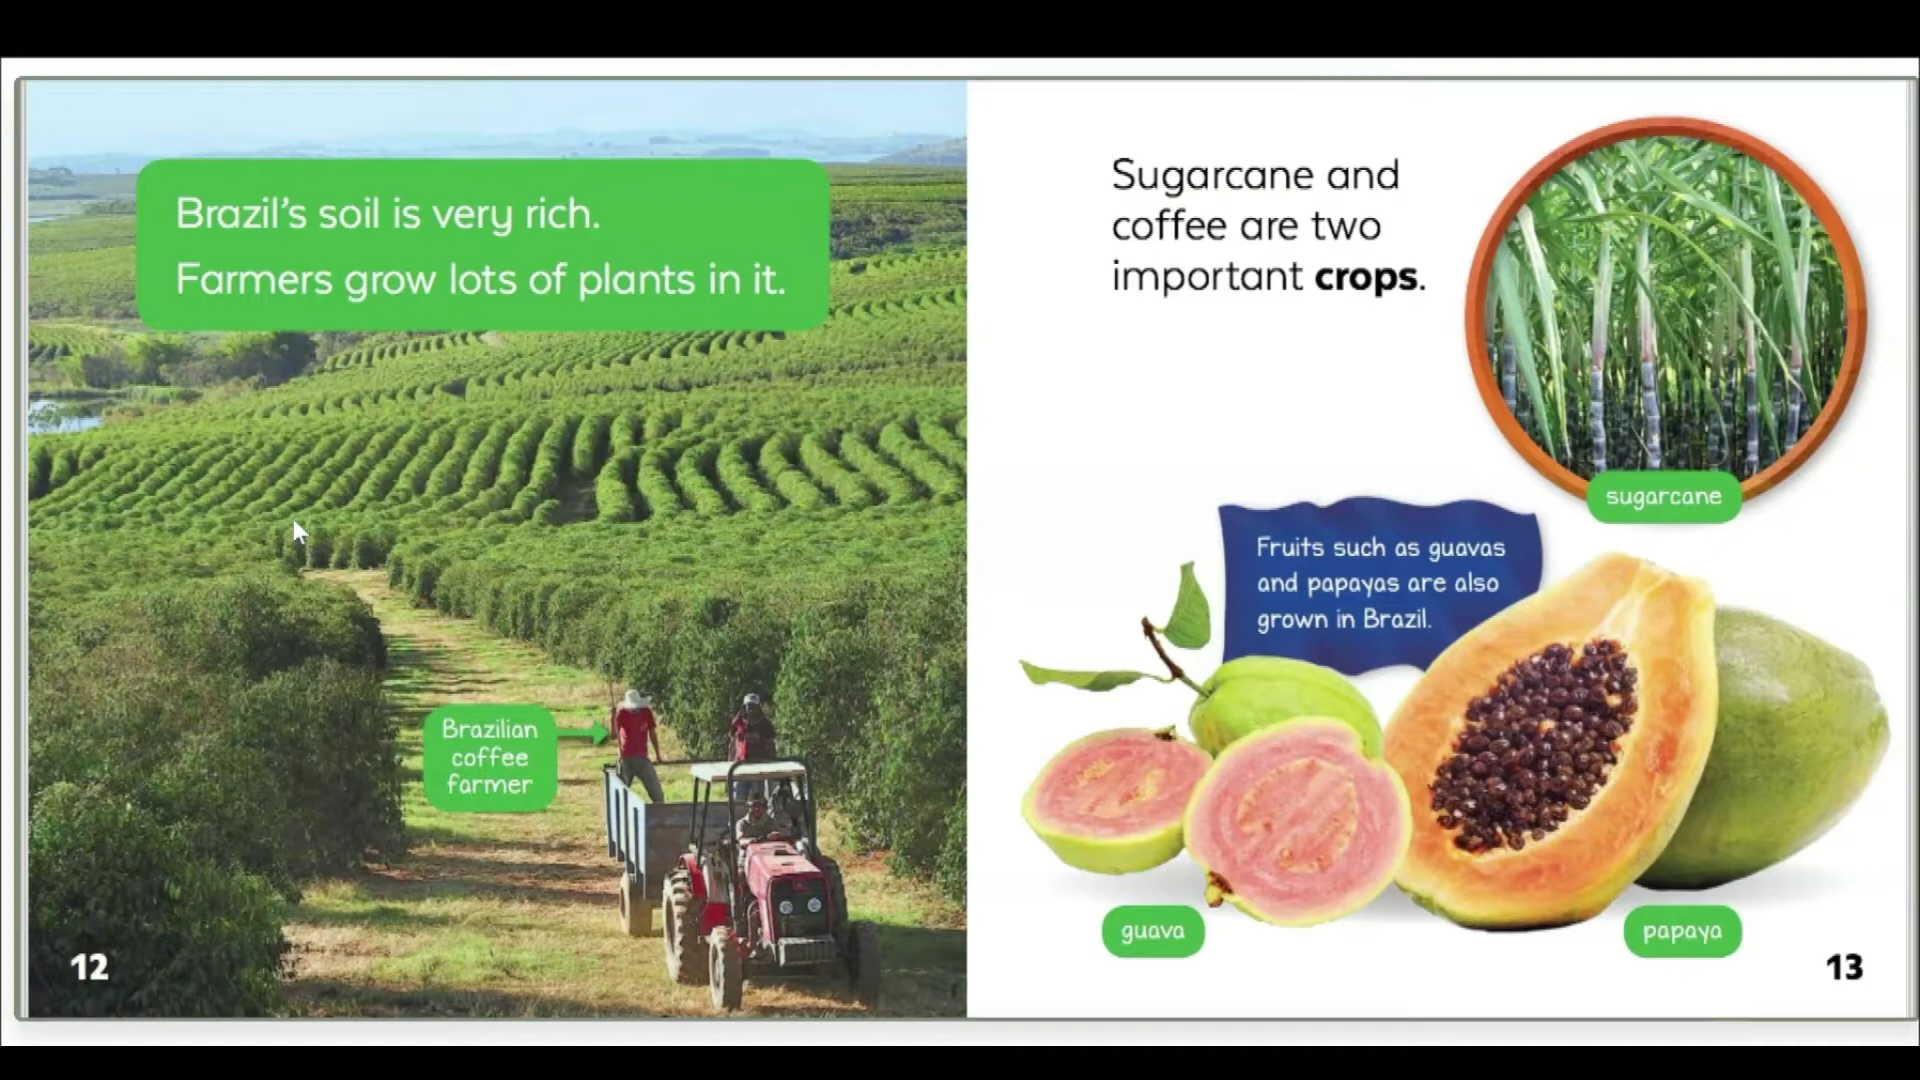 Brazil's soil is very rich.
Farmers grow lots of plants in it.
Brazilian
coffee
farmer
12
Sugarcane and
coffee are two
important crops.
sugarcane
Fruits such as guavas
and papayas are also
grown in Brazil.
guava
papaya
13